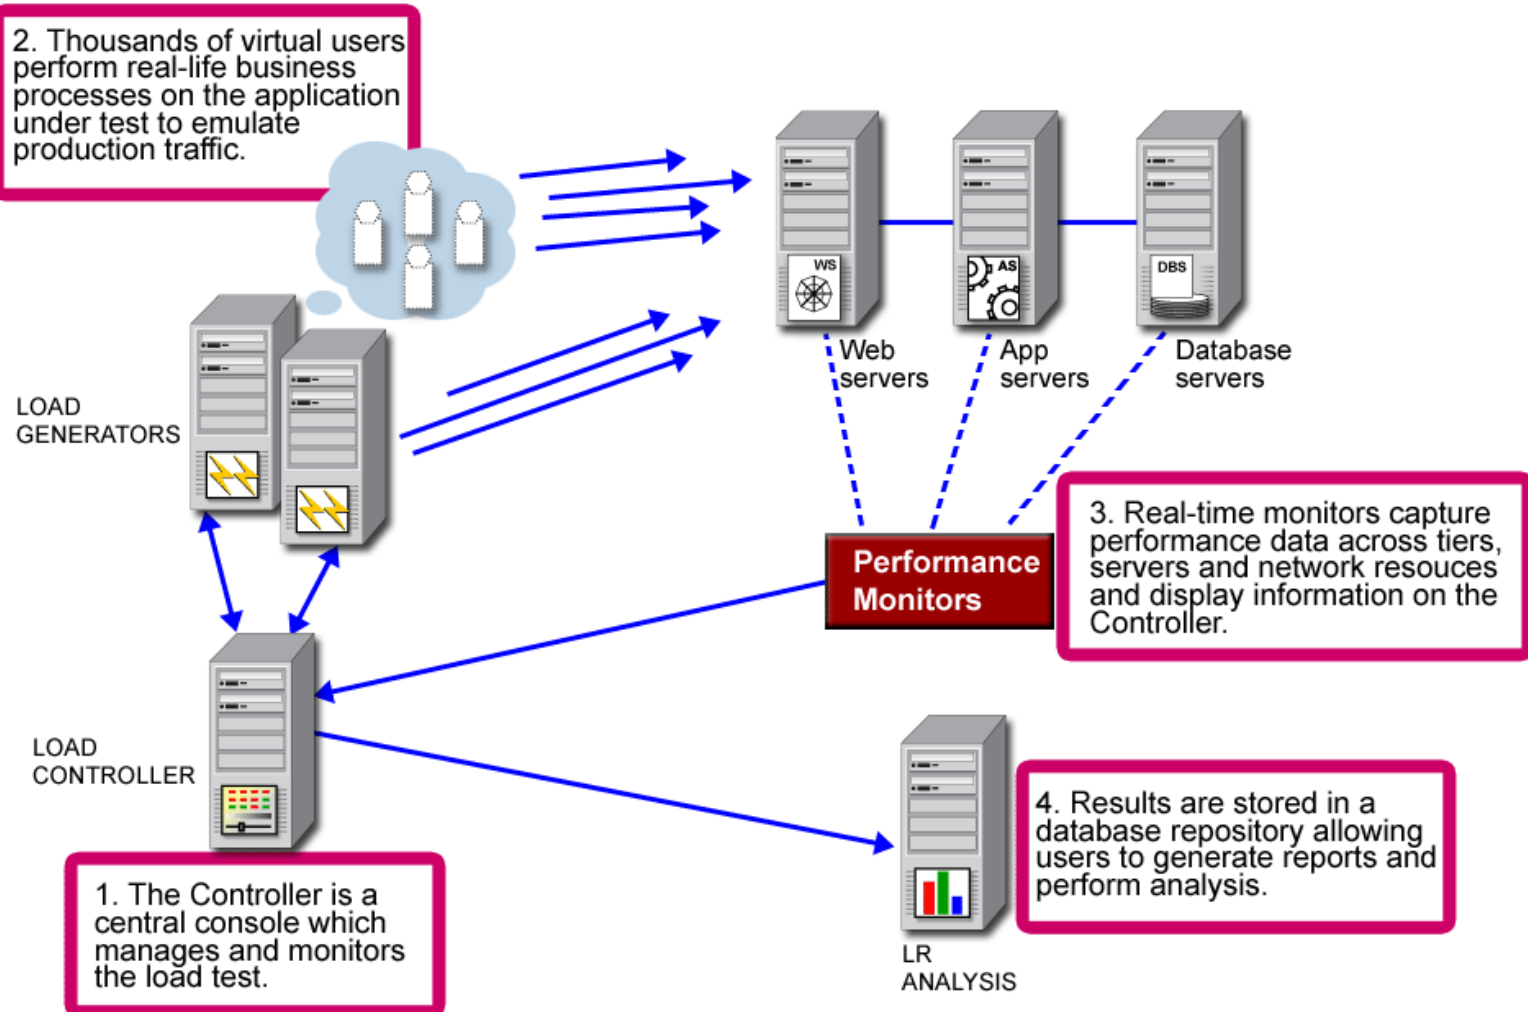 2. Thousands of virtual users
perform real-life business
processes on the application
under test to emulate
production traffic.
WS
AS
DBS
Web
servers
App
servers
Database
servers
LOAD
GENERATORS
Performance
Monitors
3. Real-time monitors capture
performance data across tiers,
servers and network resouces
and display information on the
Controller.
LOAD
CONTROLLER
4. Results are stored in a
database repository allowing
users to generate reports and
perform analysis.
1. The Controller is a
central console which
manages and monitors
the load test.
LR
ANALYSIS